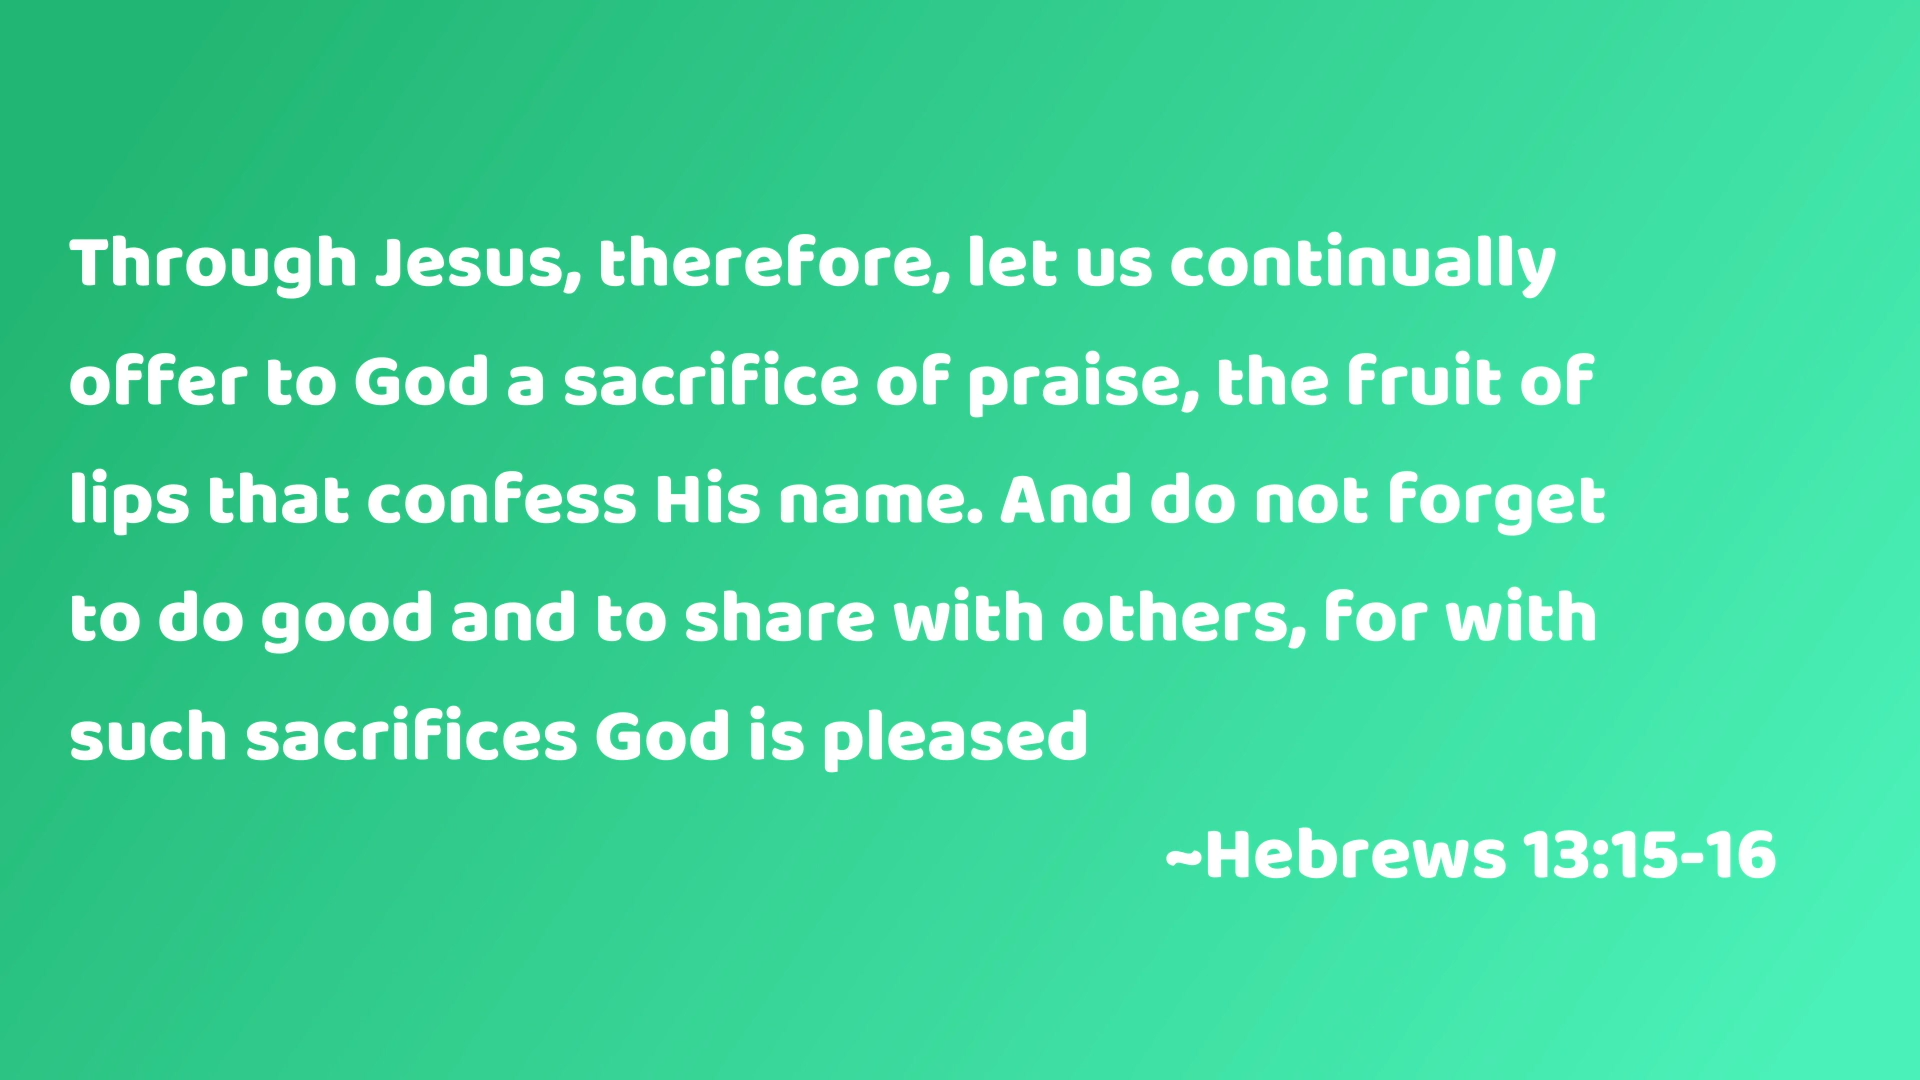 Through Jesus, therefore, let us continually
offer to God a sacrifice of praise, the fruit of
lips that confess His name. And do not forget
to do good and to share with others, for with
such sacrifices God is pleased
~Hebrews 13:15-16